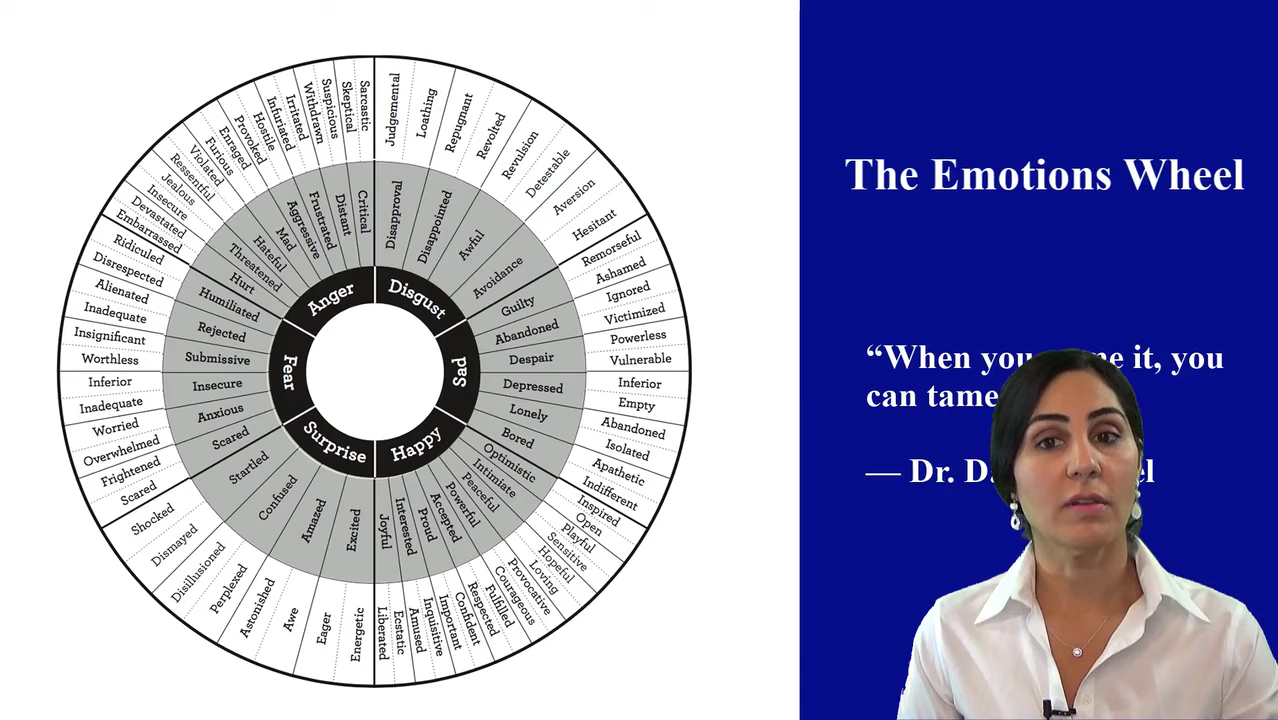 The Emotions Wheel
“When you it, you
can tame
— Dr.
Anger
Disgust
Sad
Happy
Surprise
Fear
Disapproval
Disappointed
Awful
Avoidance
Guilty
Abandoned
Despair
Depressed
Lonely
Bored
Optimistic
Intimiate
Peaceful
Powerful
Accepted
Proud
Interested
Joyful
Excited
Amazed
Confused
Startled
Scared
Anxious
Insecure
Submissive
Rejected
Humiliated
Hurt
Threatened
Hateful
Mad
Aggressive
Frustrated
Distant
Critical
Judgemental
Loathing
Repugnant
Revolted
Revulsion
Detestable
Aversion
Hesitant
Remorseful
Ashamed
Ignored
Victimized
Powerless
Vulnerable
Inferior
Empty
Abandoned
Isolated
Apathetic
Indifferent
Inspired
Open
Playful
Sensitive
Hopeful
Loving
Provocative
Courageous
Fulfilled
Respected
Confident
Important
Inquisitive
Amused
Ecstatic
Liberated
Energetic
Eager
Awe
Astonished
Perplexed
Disillusioned
Dismayed
Shocked
Scared
Frightened
Overwhelmed
Worried
Inadequate
Inferior
Worthless
Insignificant
Inadequate
Alienated
Disrespected
Ridiculed
Embarrassed
Devastated
Insecure
Jealous
Ressentful
Violated
Furious
Enraged
Provoked
Hostile
Infuriated
Irritated
Withdrawn
Suspicious
Skeptical
Sarcastic